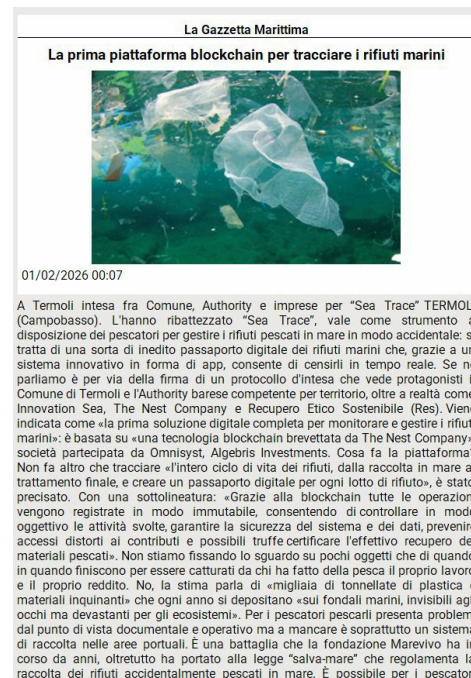 La Gazzetta Marittima
La prima piattaforma blockchain per tracciare i rifiuti marini
01/02/2026 00:07
A Termoli intesa fra Comune, Authority e imprese per “Sea Trace” TERMOL
(Campobasso). L'hanno ribattezzato “Sea Trace”, vale come strumento a
disposizione dei pescatori per gestire i rifiuti pescati in mare in modo accidentale: s
tratta di una sorta di inedito passaporto digitale dei rifiuti marini che, grazie a un
sistema innovativo in forma di app, consente di censirli in tempo reale. Se ne
parliamo è per via della firma di un protocollo d'intesa che vede protagonisti i
Comune di Termoli e l'Authority barese competente per territorio, oltre a realtà come
Innovation Sea, The Nest Company e Recupero Etico Sostenibile (Res). Viene
indicata come «la prima soluzione digitale completa per monitorare e gestire i rifiuti
marini»: è basata su «una tecnologia blockchain brevettata da The Nest Company»
società partecipata da Omnisyst, Algebris Investments. Cosa fa la piattaforma?
Non fa altro che tracciare «l'intero ciclo di vita dei rifiuti, dalla raccolta in mare a
trattamento finale, e creare un passaporto digitale per ogni lotto di rifiuto», è stato
precisato. Con una sottolineatura: «Grazie alla blockchain tutte le operazion
vengono registrate in modo immutabile, consentendo di controllare in modo
oggettivo le attività svolte, garantire la sicurezza del sistema e dei dati, prevenir
accessi distorti ai contributi e possibili truffe certificare l'effettivo recupero de
materiali pescati». Non stiamo fissando lo sguardo su pochi oggetti che di quando
in quando finiscono per essere catturati da chi ha fatto della pesca il proprio lavoro
e il proprio reddito. No, la stima parla di «migliaia di tonnellate di plastica e
materiali inquinanti» che ogni anno si depositano «sui fondali marini, invisibili agl
occhi ma devastanti per gli ecosistemi». Per i pescatori pescarli presenta problem
dal punto di vista documentale e operativo ma a mancare è soprattutto un sistema
di raccolta nelle aree portuali. È una battaglia che la fondazione Marevivo ha in
corso da anni, oltretutto ha portato alla legge “salva-mare” che regolamenta la
raccolta dei rifiuti accidentalmente pescati in mare. È possibile per i pescator